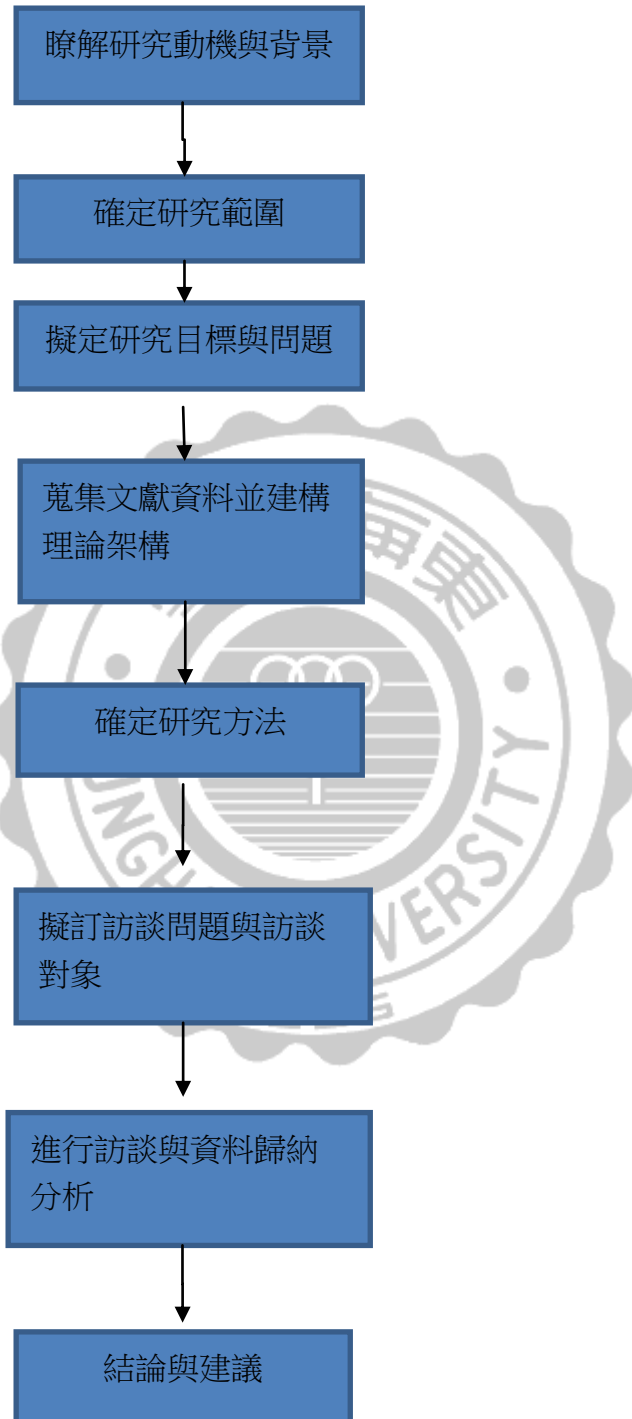 瞭解研究動機與背景
確定研究範圍
擬定研究目標與問題
蒐集文獻資料並建構
理論架構
確定研究方法
擬訂訪談問題與訪談
對象
進行訪談與資料歸納
分析
結論與建議